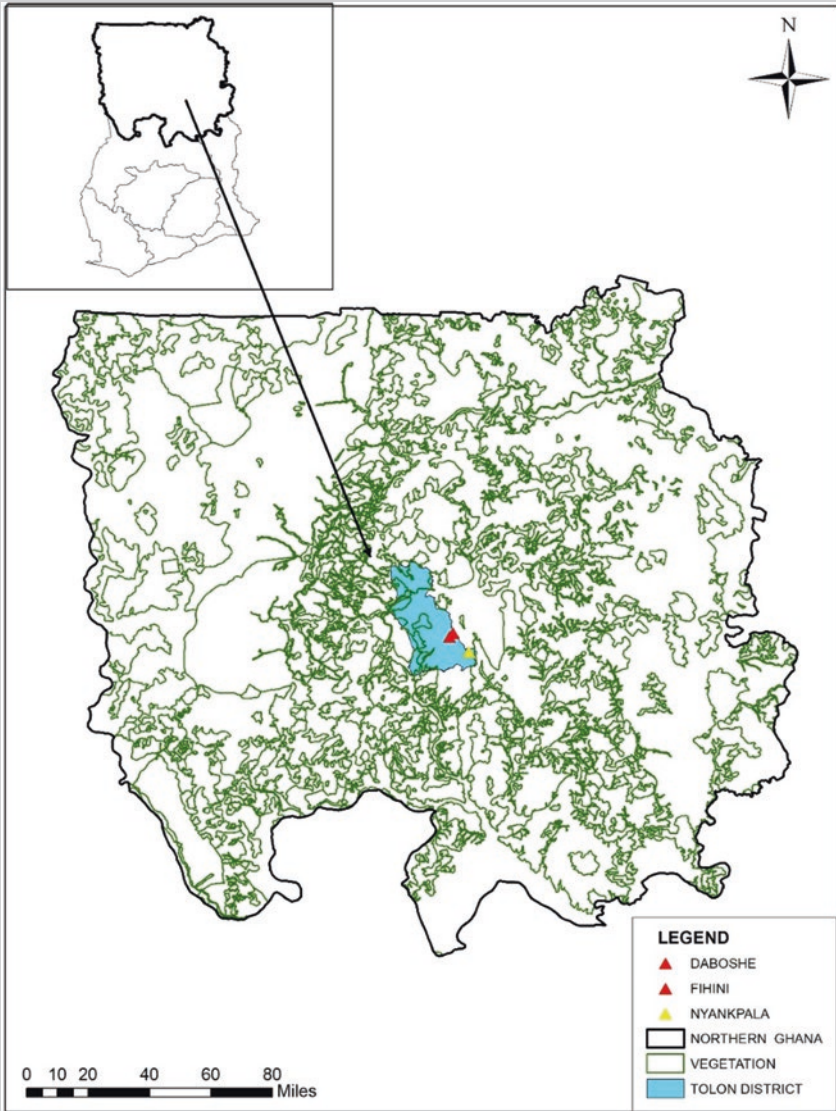 N
LEGEND
DABOSHE
FIHINI
NYANKPALA
NORTHERN GHANA
VEGETATION
TOLON DISTRICT
0 10 20 40 60 80 Miles